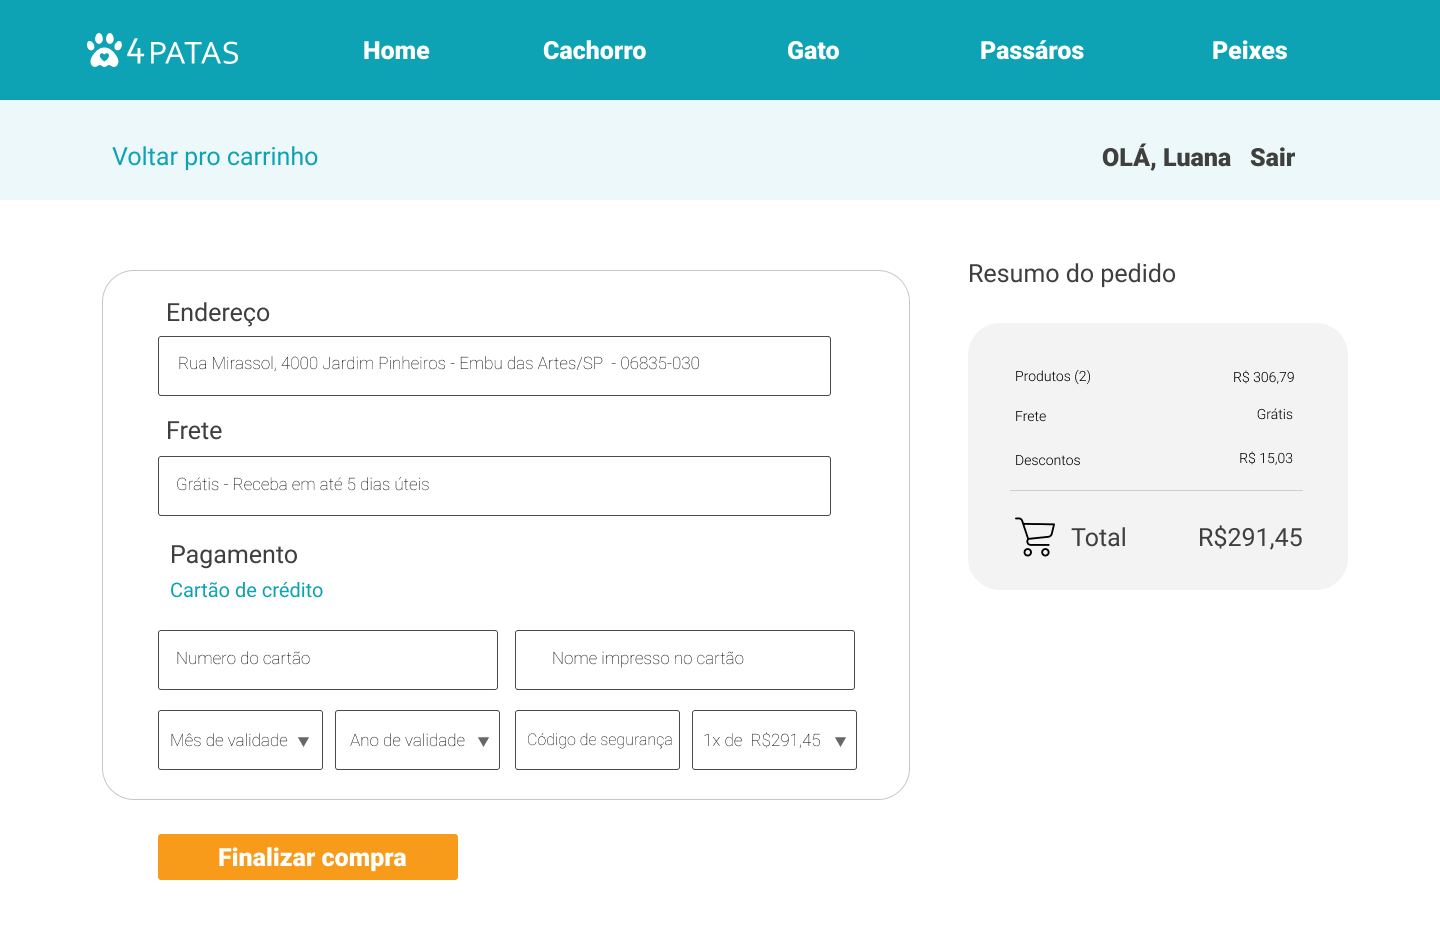 4 PATAS
Home
Cachorro
Gato
Passáros
Peixes
Voltar pro carrinho
OLÁ, Luana Sair
Endereço
Rua Mirassol, 4000 Jardim Pinheiros - Embu das Artes/SP - 06835-030
Frete
Grátis - Receba em até 5 dias úteis
Pagamento
Cartão de crédito
Numero do cartão
Nome impresso no cartão
Mês de validade
Ano de validade
Código de segurança
1x de R$291,45
Finalizar compra
Resumo do pedido
Produtos (2) R$ 306,79
Frete Grátis
Descontos R$ 15,03
Total R$291,45